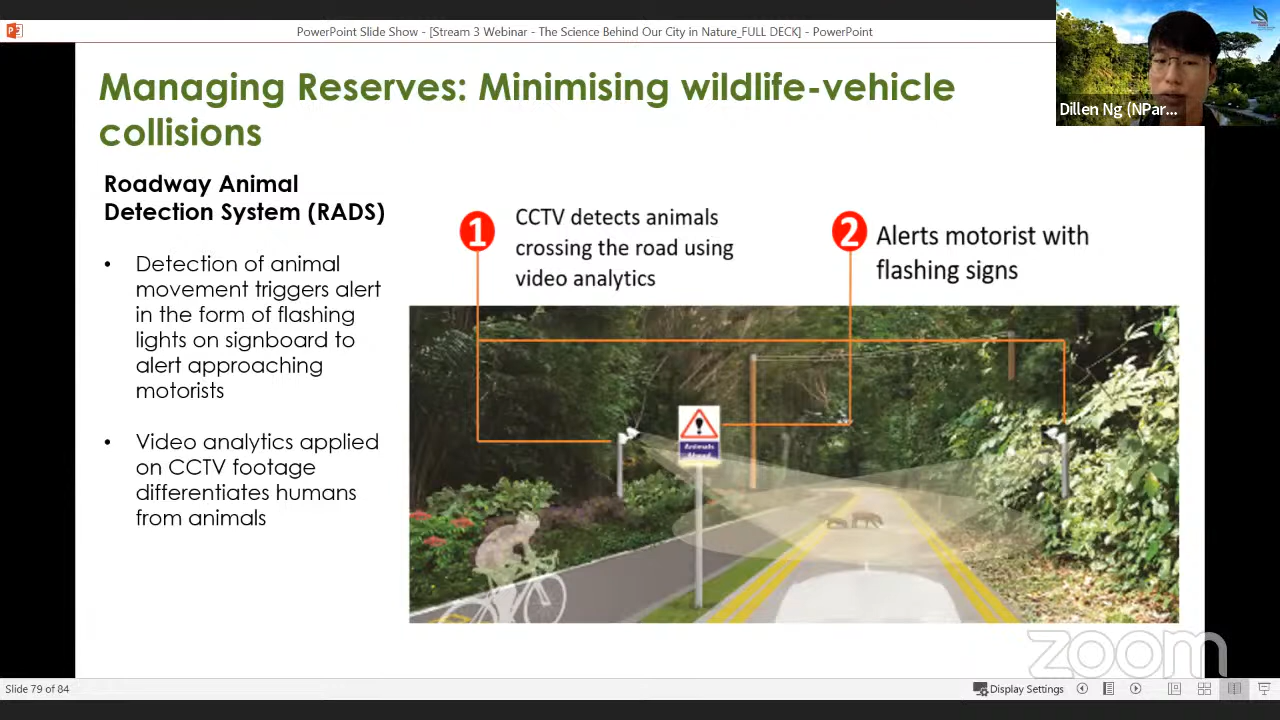 PowerPoint Slide Show - [Stream 3 Webinar - The Science Behind Our City in Nature_FULL DECK] - PowerPoint
Managing Reserves: Minimising wildlife-vehicle
collisions
Dillen Ng (NPar...
Roadway Animal
Detection System (RADS)
• Detection of animal
movement triggers alert
in the form of flashing
lights on signboard to
alert approaching
motorists
• Video analytics applied
on CCTV footage
differentiates humans
from animals
1
CCTV detects animals
crossing the road using
video analytics
2
Alerts motorist with
flashing signs
Animals
Ahead
zoom
Slide 79 of 84
Display Settings